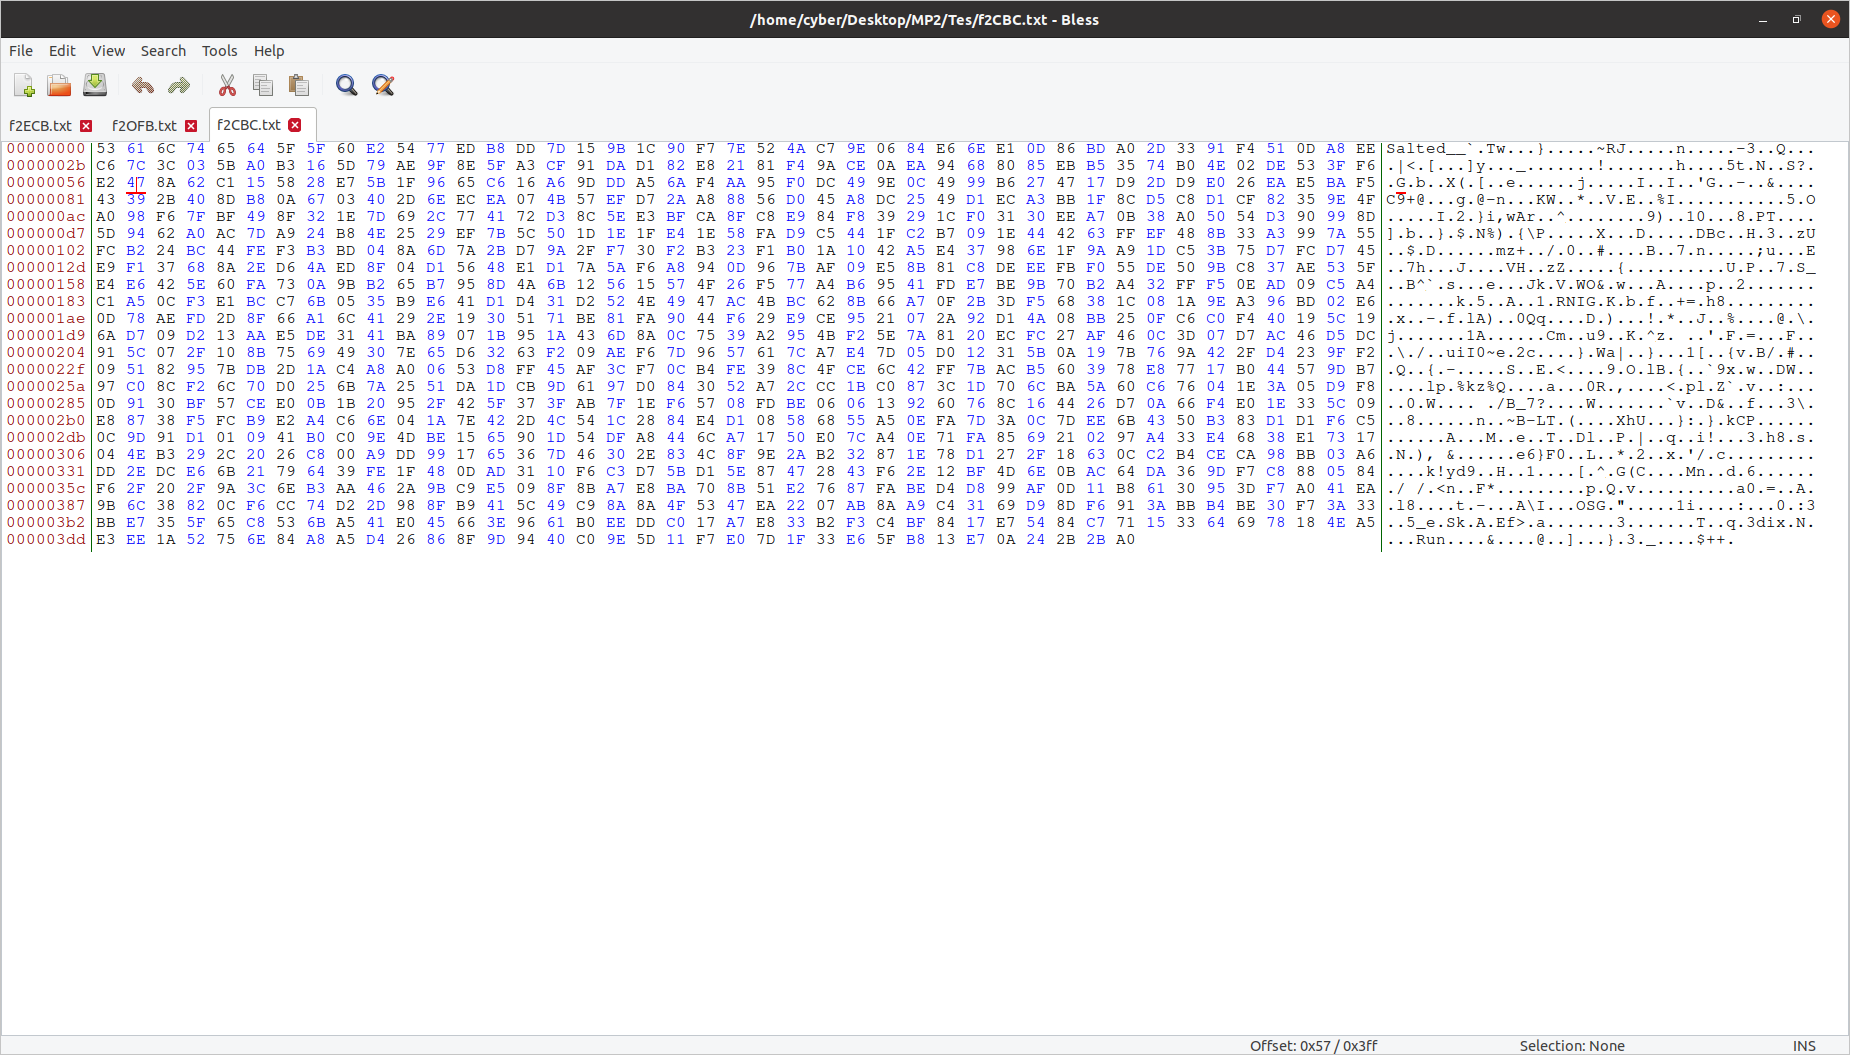 /home/cyber/Desktop/MP2/Tes/f2CBC.txt - Bless
File Edit View Search Tools Help
f2ECB.txt f2OFB.txt f2CBC.txt
00000000 53 61 6C 74 65 64 5F 5F 60 E2 54 77 ED B8 DD 7D 15 9B 1C 90 F7 7E 52 4A C7 9E 06 84 E6 6E E1 0D 86 BD A0 2D 33 91 F4 51 0D A8 EE Salted__`.Tw...}.....~RJ.....n.....-3..Q...
0000002b C6 7C 3C 03 5B A0 B3 16 5D 79 AE 9F 8E 5F A3 CF 91 DA D1 82 E8 21 81 F4 9A CE 0A EA 94 68 80 85 EB B5 35 74 B0 4E 02 DE 53 3F F6 .|<.[...]y..._.......!.......h....5t.N..S?.
00000056 E2 47 8A 62 C1 15 58 28 E7 5B 1F 96 65 C6 16 A6 9D DD A5 6A F4 AA 95 F0 DC 49 9E 0C 49 99 B6 27 47 17 D9 2D D9 E0 26 EA E5 BA F5 .G.b..X(.[..e......j.....I..I..'G..-..&....
00000081 43 39 2B 40 8D B8 0A 67 03 40 2D 6E EC EA 07 4B 57 EF D7 2A A8 88 56 D0 45 A8 DC 25 49 D1 EC A3 BB 1F 8C D5 C8 D1 CF 82 35 9E 4F C9+@...g.@-n...KW..*..V.E..%I...........5.O
000000ac A0 98 F6 7F BF 49 8F 32 1E 7D 69 2C 77 41 72 D3 8C 5E E3 BF CA 8F C8 E9 84 F8 39 29 1C F0 31 30 EE A7 0B 38 A0 50 54 D3 90 99 8D .....I.2.}i,wAr..^........9)..10...8.PT....
000000d7 5D 94 62 A0 AC 7D A9 24 B8 4E 25 29 EF 7B 5C 50 1D 1E 1F E4 1E 58 FA D9 C5 44 1F C2 B7 09 1E 44 42 63 FF EF 48 8B 33 A3 99 7A 55 ].b..}.$.N%).{\P.....X...D.....DBc..H.3..zU
00000102 FC B2 24 BC 44 FE F3 B3 BD 04 8A 6D 7A 2B D7 9A 2F F7 30 F2 B3 23 F1 B0 1A 10 42 A5 E4 37 98 6E 1F 9A A9 1D C5 3B 75 D7 FC D7 45 ..$.D......mz+../.0..#....B..7.n.....;u...E
0000012d E9 F1 37 68 8A 2E D6 4A ED 8F 04 D1 56 48 E1 D1 7A 5A F6 A8 94 0D 96 7B AF 09 E5 8B 81 C8 DE EE FB F0 55 DE 50 9B C8 37 AE 53 5F ..7h...J....VH..zZ.....{..........U.P..7.S_
00000158 E4 E6 42 5E 60 FA 73 0A 9B B2 65 B7 95 8D 4A 6B 12 56 15 57 4F 26 F5 77 A4 B6 95 41 FD E7 BE 9B 70 B2 A4 32 FF F5 0E AD 09 C5 A4 ..B^`.s...e...Jk.V.WO&.w...A....p..2.......
00000183 C1 A5 0C F3 E1 BC C7 6B 05 35 B9 E6 41 D1 D4 31 D2 52 4E 49 47 AC 4B BC 62 8B 66 A7 0F 2B 3D F5 68 38 1C 08 1A 9E A3 96 BD 02 E6 .......k.5..A..1.RNIG.K.b.f..+=.h8.........
000001ae 0D 78 AE FD 2D 8F 66 A1 6C 41 29 2E 19 30 51 71 BE 81 FA 90 44 F6 29 E9 CE 95 21 07 2A 92 D1 4A 08 BB 25 0F C6 C0 F4 40 19 5C 19 .x..-.f.lA)..0Qq....D.)...!.*..J..%....@.\.
000001d9 6A D7 09 D2 13 AA E5 DE 31 41 BA 89 07 1B 95 1A 43 6D 8A 0C 75 39 A2 95 4B F2 5E 7A 81 20 EC FC 27 AF 46 0C 3D 07 D7 AC 46 D5 DC j.......1A......Cm..u9..K.^z. ..'.F.=...F..
00000204 91 5C 07 2F 10 8B 75 69 49 30 7E 65 D6 32 63 F2 09 AE F6 7D 96 57 61 7C A7 E4 7D 05 D0 12 31 5B 0A 19 7B 76 9A 42 2F D4 23 9F F2 .\./..uiI0~e.2c....}.Wa|..}...1[..{v.B/.#..
0000022f 09 51 82 95 7B DB 2D 1A C4 A8 A0 06 53 D8 FF 45 AF 3C F7 0C B4 FE 39 8C 4F CE 6C 42 FF 7B AC B5 60 39 78 E8 77 17 B0 44 57 9D B7 .Q..{.-.....S..E.<....9.O.lB.{..`9x.w..DW..
0000025a 97 C0 8C F2 6C 70 D0 25 6B 7A 25 51 DA 1D CB 9D 61 97 D0 84 30 52 A7 2C CC 1B C0 87 3C 1D 70 6C BA 5A 60 C6 76 04 1E 3A 05 D9 F8 ....lp.%kz%Q....a...0R.,....<.pl.Z`.v..:...
00000285 0D 91 30 BF 57 CE E0 0B 1B 20 95 2F 42 5F 37 3F AB 7F 1E F6 57 08 FD BE 06 06 13 92 60 76 8C 16 44 26 D7 0A 66 F4 E0 1E 33 5C 09 ..0.W.... ./B_7?....W.......`v..D&..f...3\.
000002b0 E8 87 38 F5 FC B9 E2 A4 C6 6E 04 1A 7E 42 2D 4C 54 1C 28 84 E4 D1 08 58 68 55 A5 0E FA 7D 3A 0C 7D EE 6B 43 50 B3 83 D1 D1 F6 C5 ..8......n..~B-LT.(....XhU...}:.}.kCP......
000002db 0C 9D 91 D1 01 09 41 B0 C0 9E 4D BE 15 65 90 1D 54 DF A8 44 6C A7 17 50 E0 7C A4 0E 71 FA 85 69 21 02 97 A4 33 E4 68 38 E1 73 17 ......A...M..e..T..Dl..P.|..q..i!...3.h8.s.
00000306 04 4E B3 29 2C 20 26 C8 00 A9 DD 99 17 65 36 7D 46 30 2E 83 4C 8F 9E 2A B2 32 87 1E 78 D1 27 2F 18 63 0C C2 B4 CE CA 98 BB 03 A6 .N.), &......e6}F0..L..*.2..x.'/.c.........
00000331 DD 2E DC E6 6B 21 79 64 39 FE 1F 48 0D AD 31 10 F6 C3 D7 5B D1 5E 87 47 28 43 F6 2E 12 BF 4D 6E 0B AC 64 DA 36 9D F7 C8 88 05 84 ....k!yd9..H..1....[.^.G(C....Mn..d.6......
0000035c F6 2F 20 2F 9A 3C 6E B3 AA 46 2A 9B C9 E5 09 8F 8B A7 E8 BA 70 8B 51 E2 76 87 FA BE D4 D8 99 AF 0D 11 B8 61 30 95 3D F7 A0 41 EA ./ /.<n..F*.........p.Q.v..........a0.=..A.
00000387 9B 6C 38 82 0C F6 CC 74 D2 2D 98 8F B9 41 5C 49 C9 8A 8A 4F 53 47 EA 22 07 AB 8A A9 C4 31 69 D9 8D F6 91 3A BB B4 BE 30 F7 3A 33 .l8....t.-...A\I...OSG.".....1i....:...0.:3
000003b2 BB E7 35 5F 65 C8 53 6B A5 41 E0 45 66 3E 96 61 B0 EE DD C0 17 A7 E8 33 B2 F3 C4 BF 84 17 E7 54 84 C7 71 15 33 64 69 78 18 4E A5 ..5_e.Sk.A.Ef>.a.......3.......T..q.3dix.N.
000003dd E3 EE 1A 52 75 6E 84 A8 A5 D4 26 86 8F 9D 94 40 C0 9E 5D 11 F7 E0 7D 1F 33 E6 5F B8 13 E7 0A 24 2B 2B A0 ...Run....&....@..]...}.3._....$++.
Offset: 0x57 / 0x3ff Selection: None INS